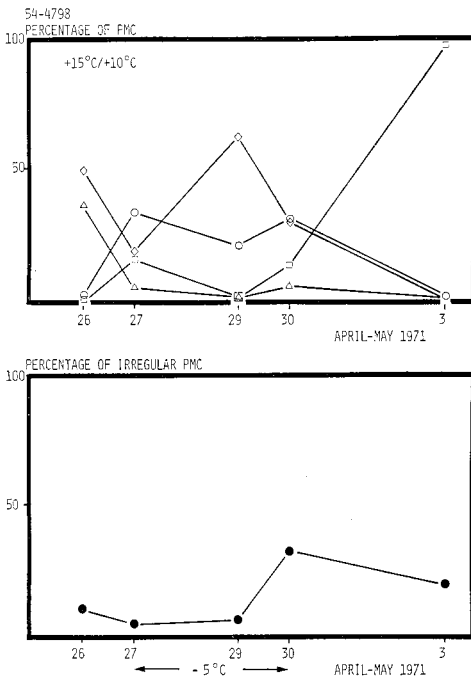 54-4798
PERCENTAGE OF PMC
100
+15°C/+10°C
50
26 27 29 30 3
APRIL-MAY 1971
PERCENTAGE OF IRREGULAR PMC
100
50
26 27 29 30 3
- 5°C
APRIL-MAY 1971